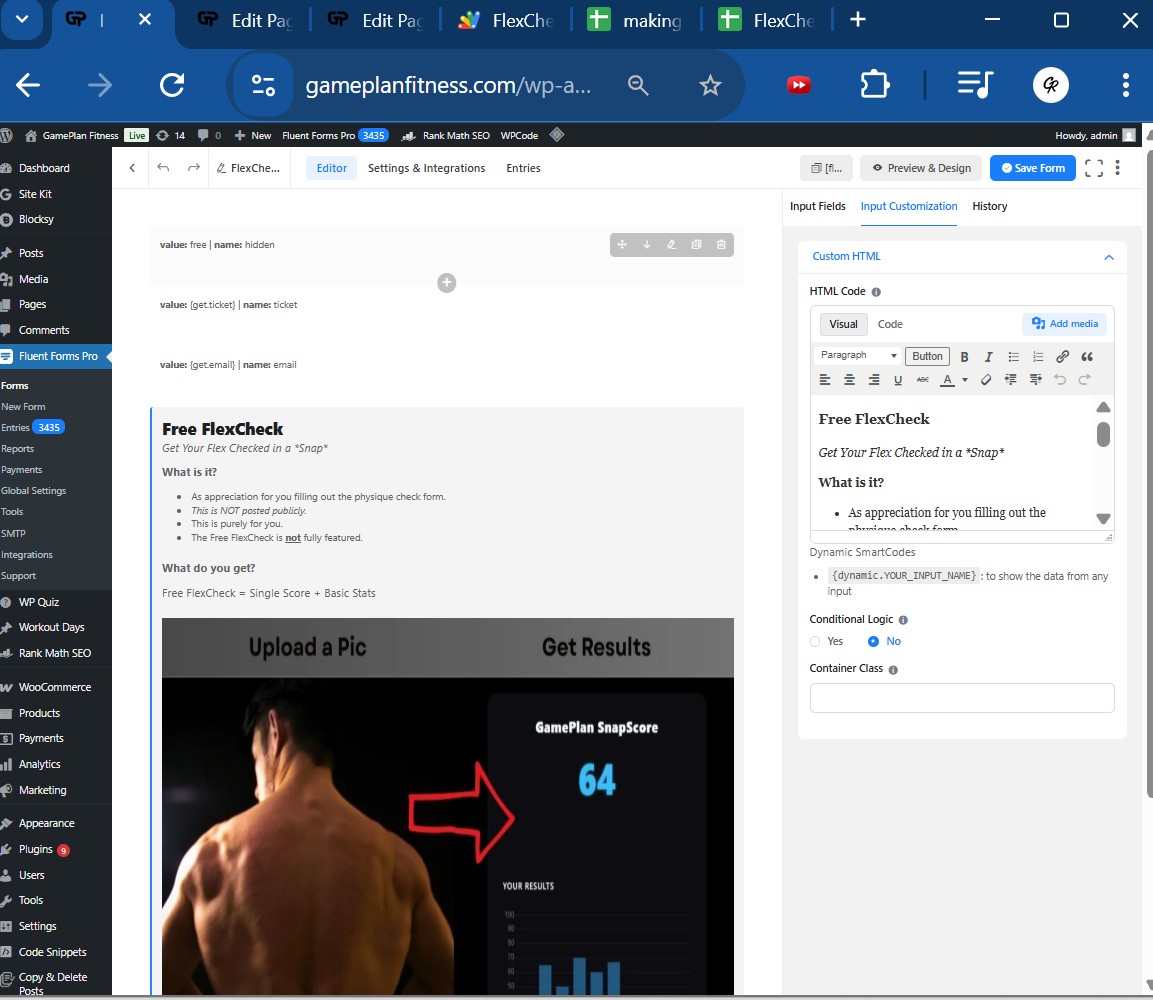 Edit Pag
Edit Pag
FlexChe
making
FlexChe
gameplanfitness.com/wp-a...
GamePlan Fitness Live 14 0 New Fluent Forms Pro 3435 Rank Math SEO WPCode
Howdy, admin
Dashboard
Site Kit
Blocksy
Posts
Media
Pages
Comments
Fluent Forms Pro
Forms
New Form
Entries 3435
Reports
Payments
Global Settings
Tools
SMTP
Integrations
Support
WP Quiz
Workout Days
Rank Math SEO
WooCommerce
Products
Payments
Analytics
Marketing
Appearance
Plugins 9
Users
Tools
Settings
Code Snippets
Copy & Delete
Posts
FlexChe... Editor Settings & Integrations Entries
[fl... Preview & Design Save Form
value: free | name: hidden
value: {get.ticket} | name: ticket
value: {get.email} | name: email
Free FlexCheck
Get Your Flex Checked in a *Snap*
What is it?
As appreciation for you filling out the physique check form.
This is NOT posted publicly.
This is purely for you.
The Free FlexCheck is not fully featured.
What do you get?
Free FlexCheck = Single Score + Basic Stats
Upload a Pic Get Results
GamePlan SnapScore
64
YOUR RESULTS
100
90
80
70
60
50
Input Fields Input Customization History
Custom HTML
HTML Code
Visual Code Add media
Paragraph Button B I
U ABC A
Free FlexCheck
Get Your Flex Checked in a *Snap*
What is it?
As appreciation for you filling out the
physique check form.
Dynamic SmartCodes
{dynamic.YOUR_INPUT_NAME} : to show the data from any
input
Conditional Logic
Yes No
Container Class